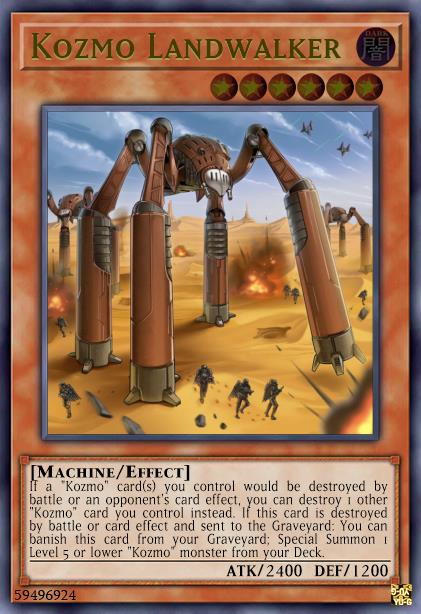 KOZMO LANDWALKER
DARK
闇
[MACHINE/EFFECT]
If a "Kozmo" card(s) you control would be destroyed by
battle or an opponent's card effect, you can destroy 1 other
"Kozmo" card you control instead. If this card is destroyed
by battle or card effect and sent to the Graveyard: You can
banish this card from your Graveyard; Special Summon 1
Level 5 or lower "Kozmo" monster from your Deck.
ATK/2400 DEF/1200
59496924